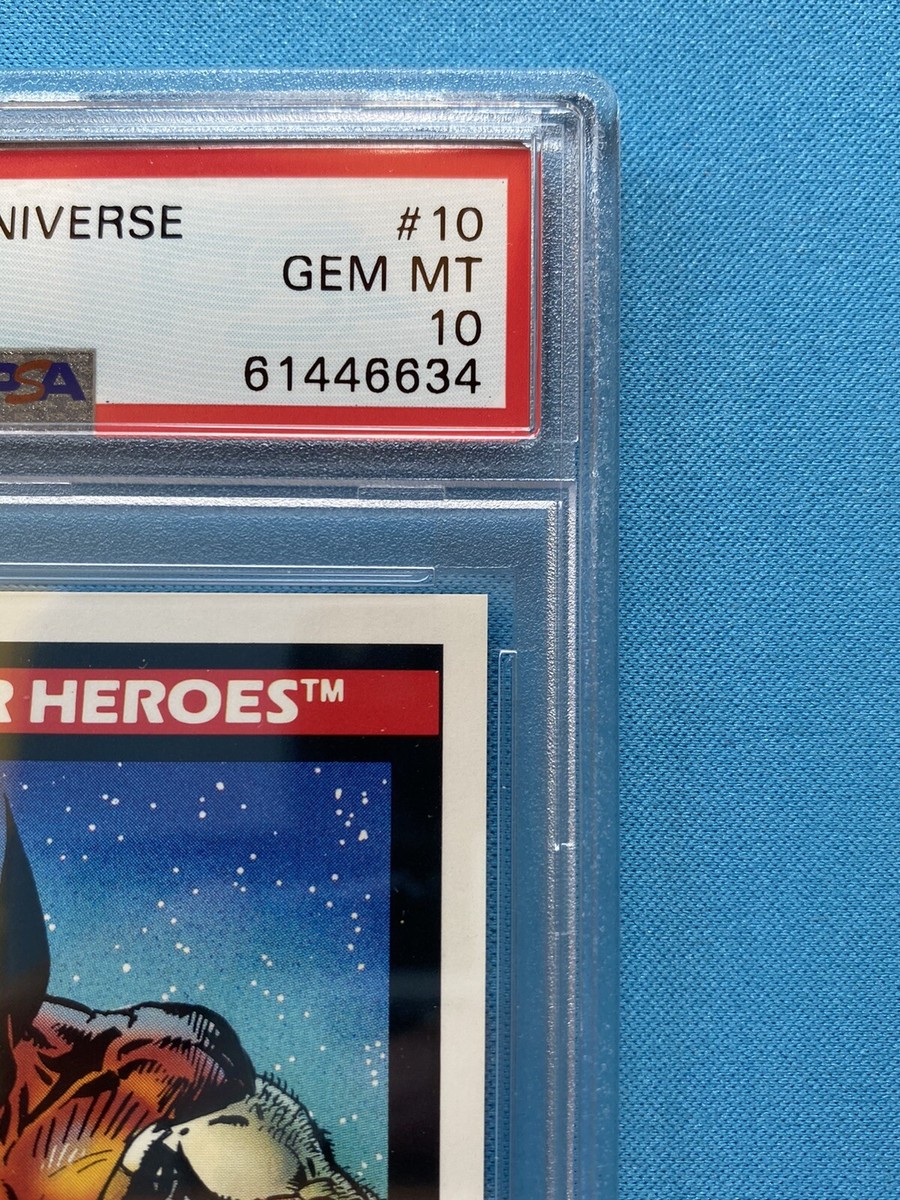 NIVERSE #10
GEM MT
10
PSA 61446634
R HEROES™